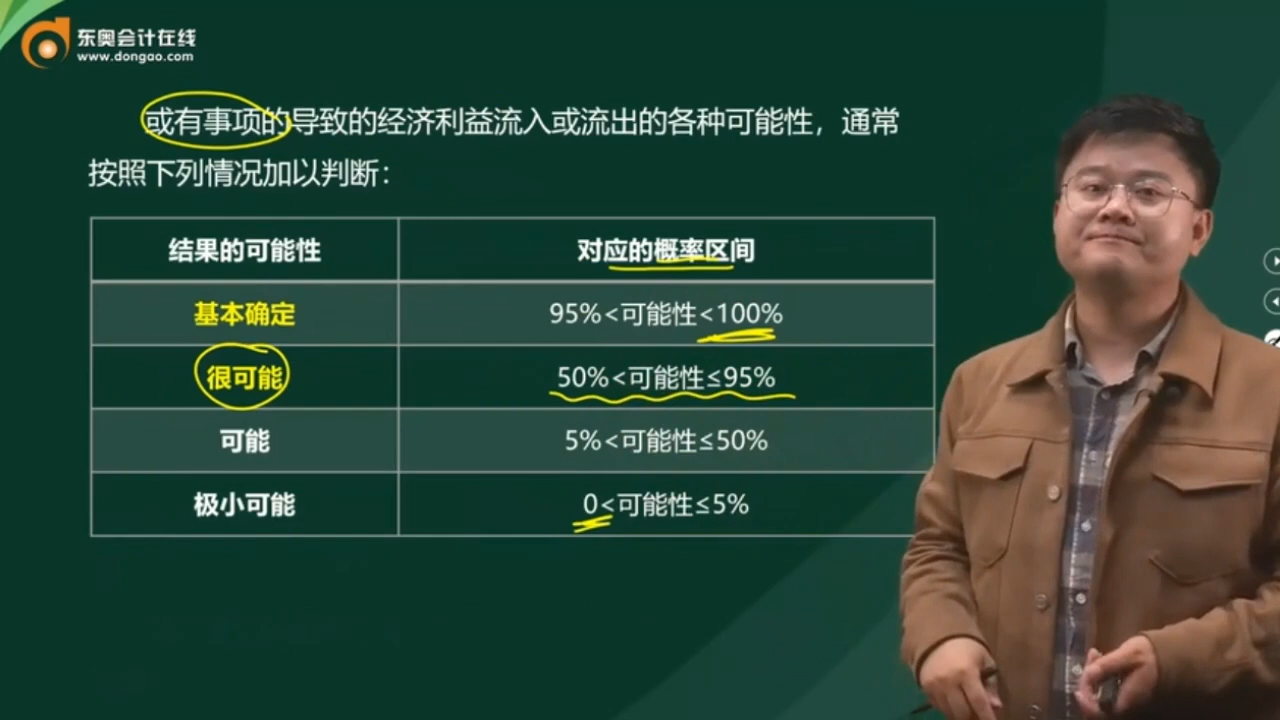 东奥会计在线
www.dongao.com
或有事项的导致的经济利益流入或流出的各种可能性，通常
按照下列情况加以判断：
结果的可能性 对应的概率区间
基本确定 95%<可能性<100%
很可能 50%<可能性≤95%
可能 5%<可能性≤50%
极小可能 0<可能性≤5%